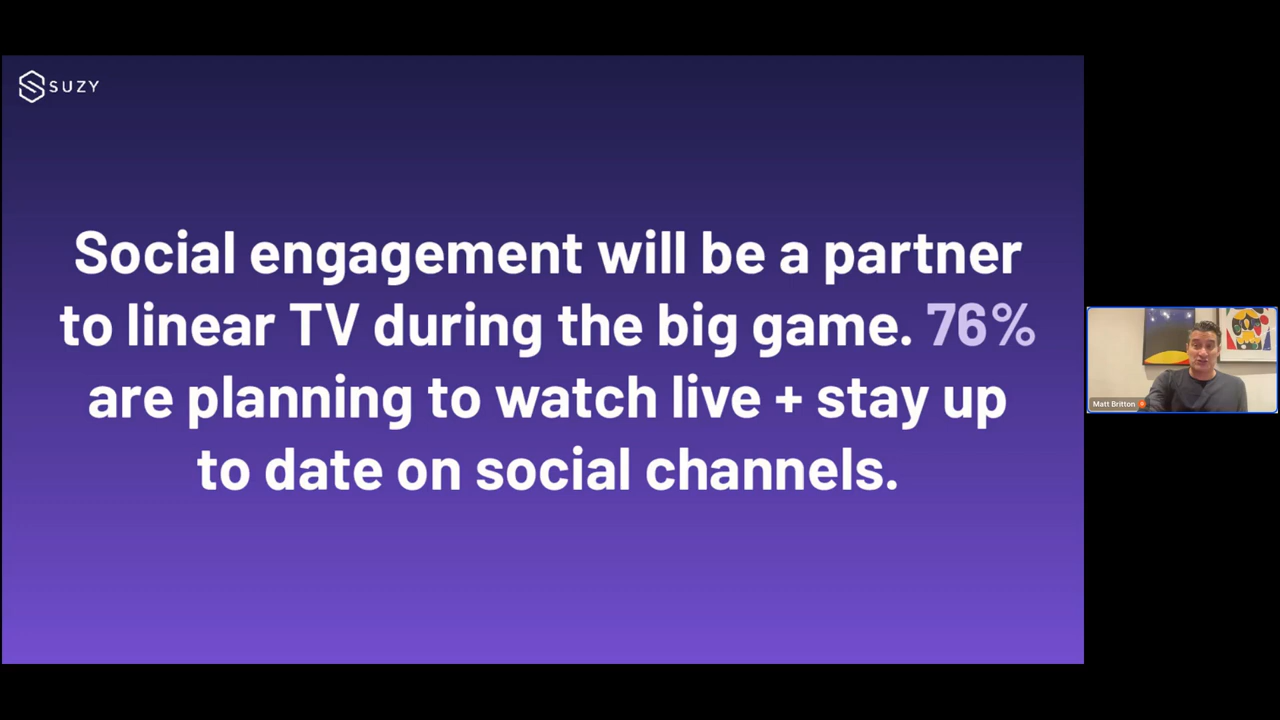 SUZY
Social engagement will be a partner
to linear TV during the big game. 76%
are planning to watch live + stay up
to date on social channels.
Matt Britton